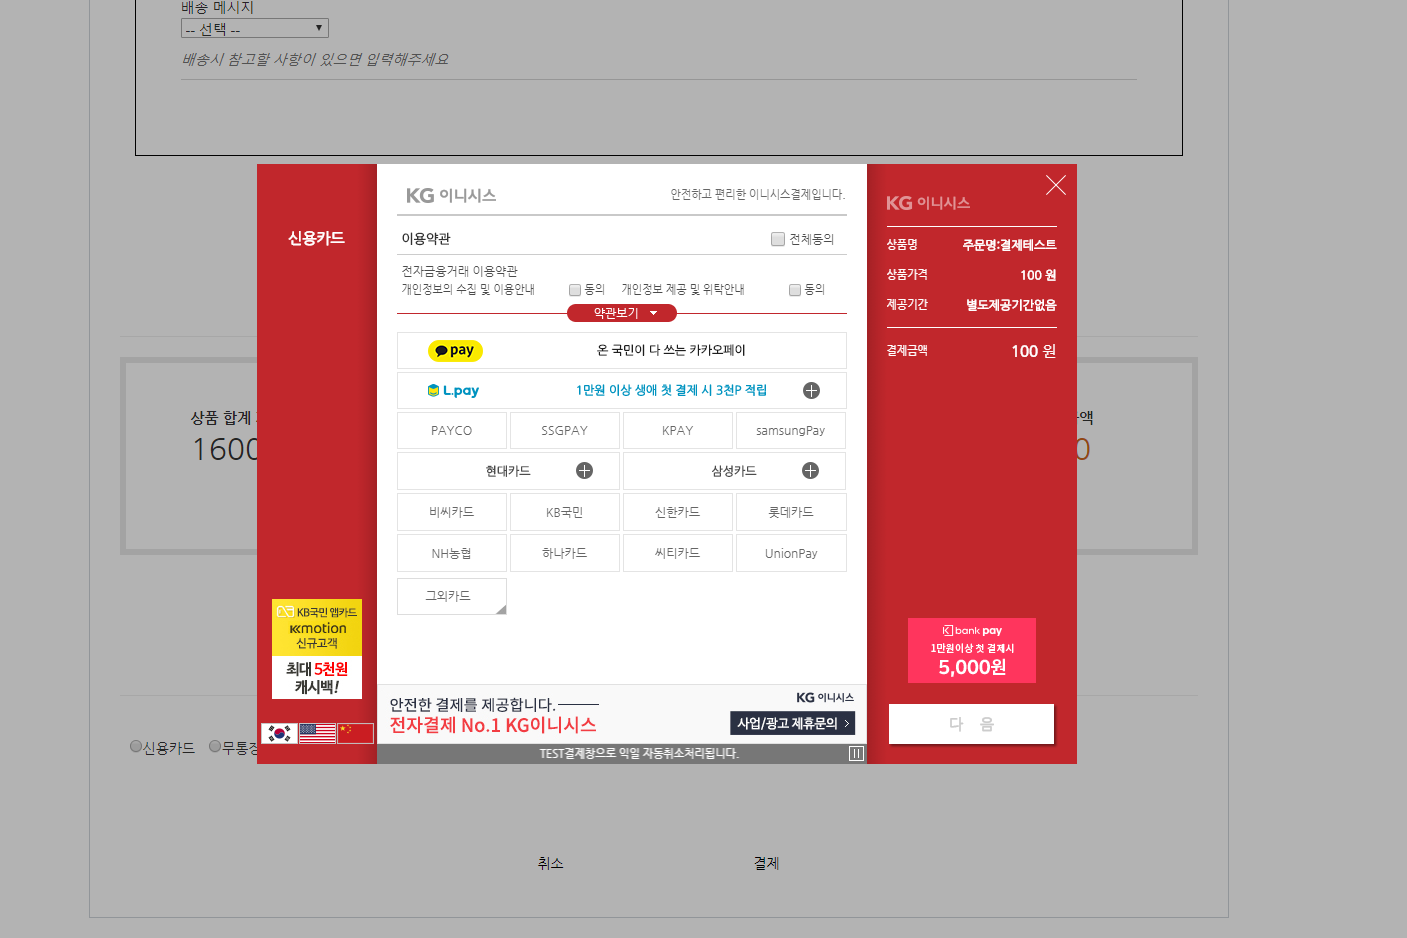 배송 메시지
-- 선택 --
배송시 참고할 사항이 있으면 입력해주세요
상품 합계
1600
액
0
신용카드
무통장
취소
결제
신용카드
KB국민 앱카드
motion
신규고객
최대 5천원
캐시백!
KG 이니시스
안전하고 편리한 이니시스결제입니다.
이용약관
전체동의
전자금융거래 이용약관
개인정보의 수집 및 이용안내
동의
개인정보 제공 및 위탁안내
동의
약관보기
pay
온 국민이 다 쓰는 카카오페이
L.pay
1만원 이상 생애 첫 결제 시 3천P 적립
PAYCO
SSGPAY
KPAY
samsungPay
현대카드
삼성카드
비씨카드
KB국민
신한카드
롯데카드
NH농협
하나카드
씨티카드
UnionPay
그외카드
안전한 결제를 제공합니다.
전자결제 No.1 KG이니시스
KG 이니시스
사업/광고 제휴문의 >
TEST결제창으로 익일 자동취소처리됩니다.
KG 이니시스
상품명
주문명:결제테스트
상품가격
100 원
제공기간
별도제공기간없음
결제금액
100 원
bank pay
1만원이상 첫 결제시
5,000원
다 음